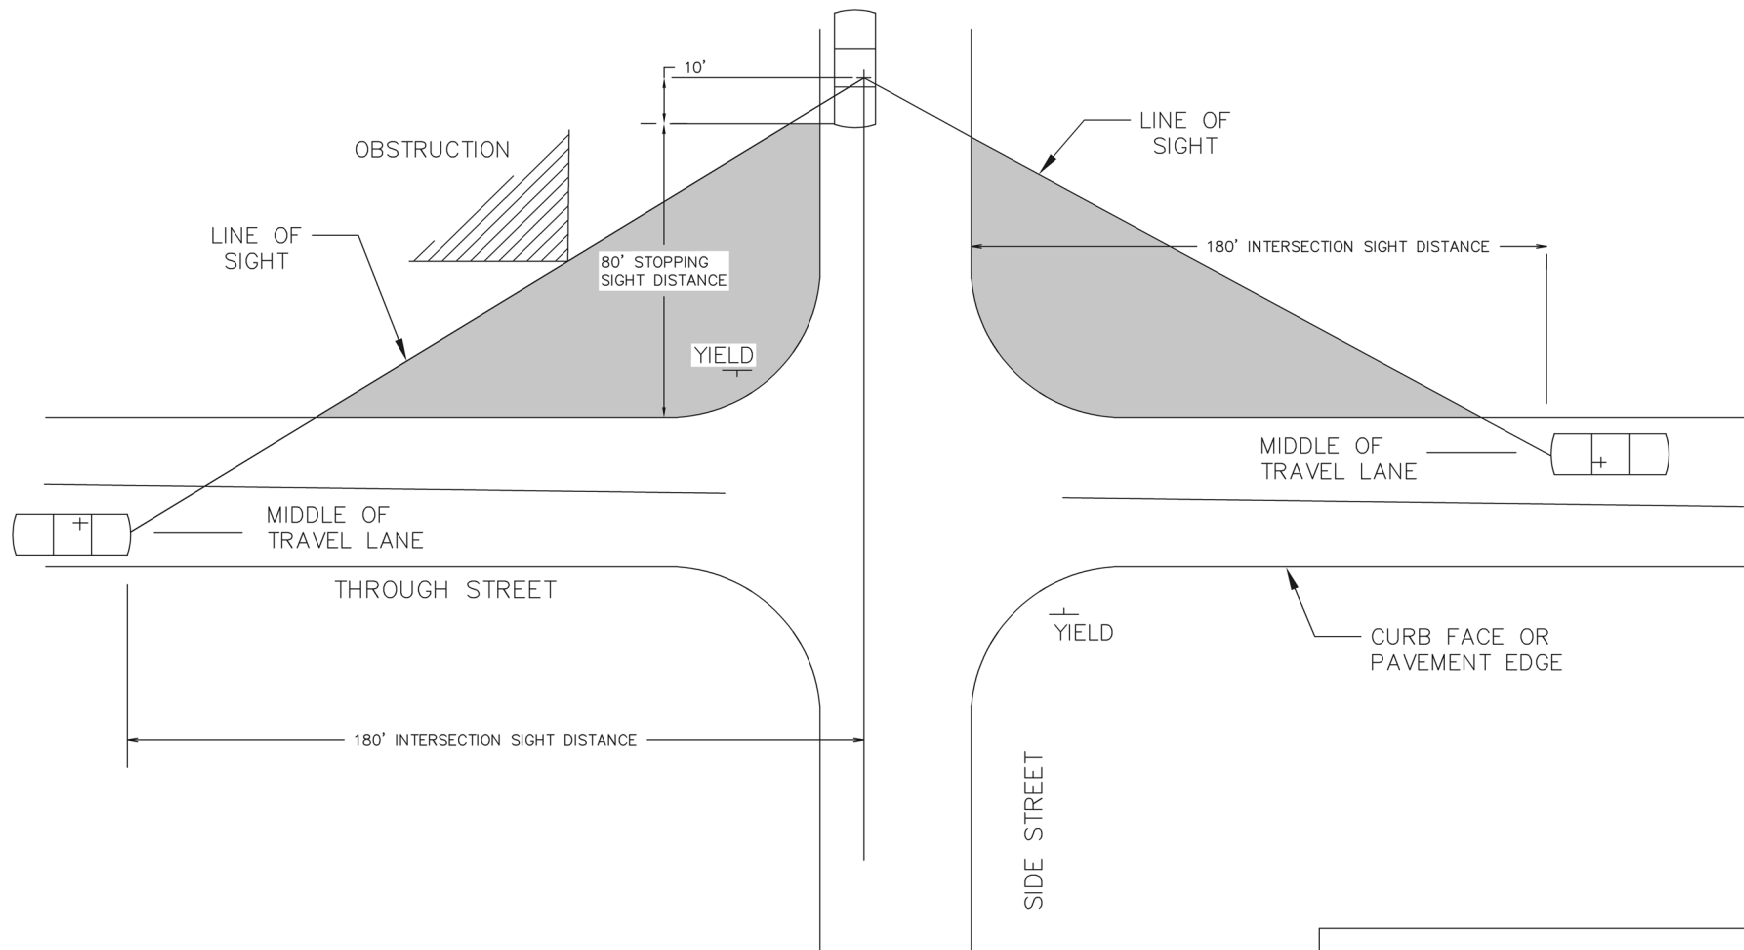 10'
OBSTRUCTION
LINE OF
SIGHT
LINE OF
SIGHT
80' STOPPING
SIGHT DISTANCE
180' INTERSECTION SIGHT DISTANCE
YIELD
MIDDLE OF
TRAVEL LANE
MIDDLE OF
TRAVEL LANE
THROUGH STREET
YIELD
CURB FACE OR
PAVEMENT EDGE
180' INTERSECTION SIGHT DISTANCE
SIDE STREET